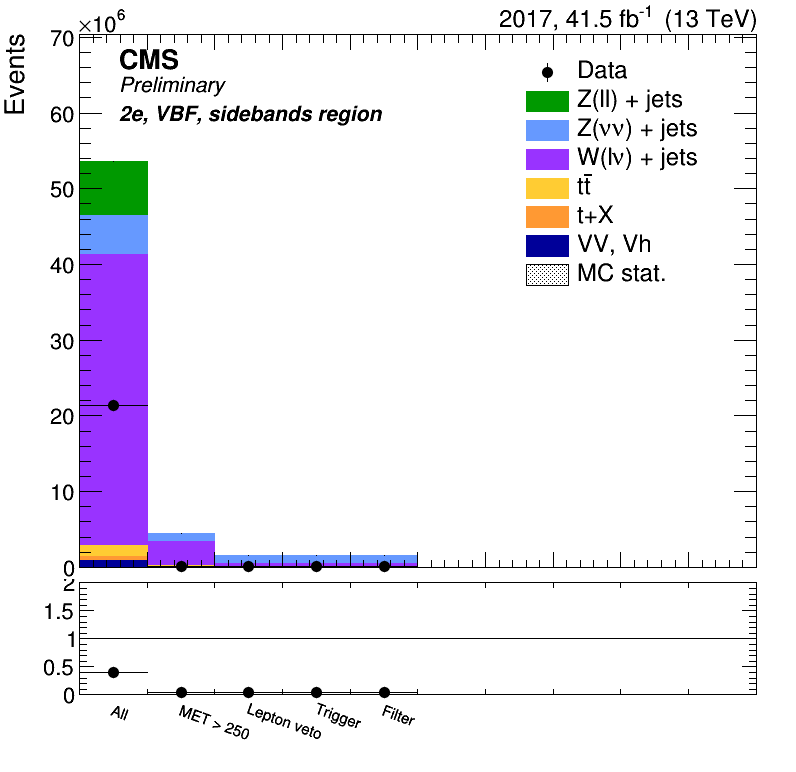 ×10⁶
2017, 41.5 fb⁻¹ (13 TeV)
Events
CMS
Preliminary
2e, VBF, sidebands region
Data
Z(ll) + jets
Z(νν) + jets
W(lν) + jets
tt̄
t+X
VV, Vh
MC stat.
70
60
50
40
30
20
10
0
2
1.5
1
0.5
0
All
MET > 250
Lepton veto
Trigger
Filter